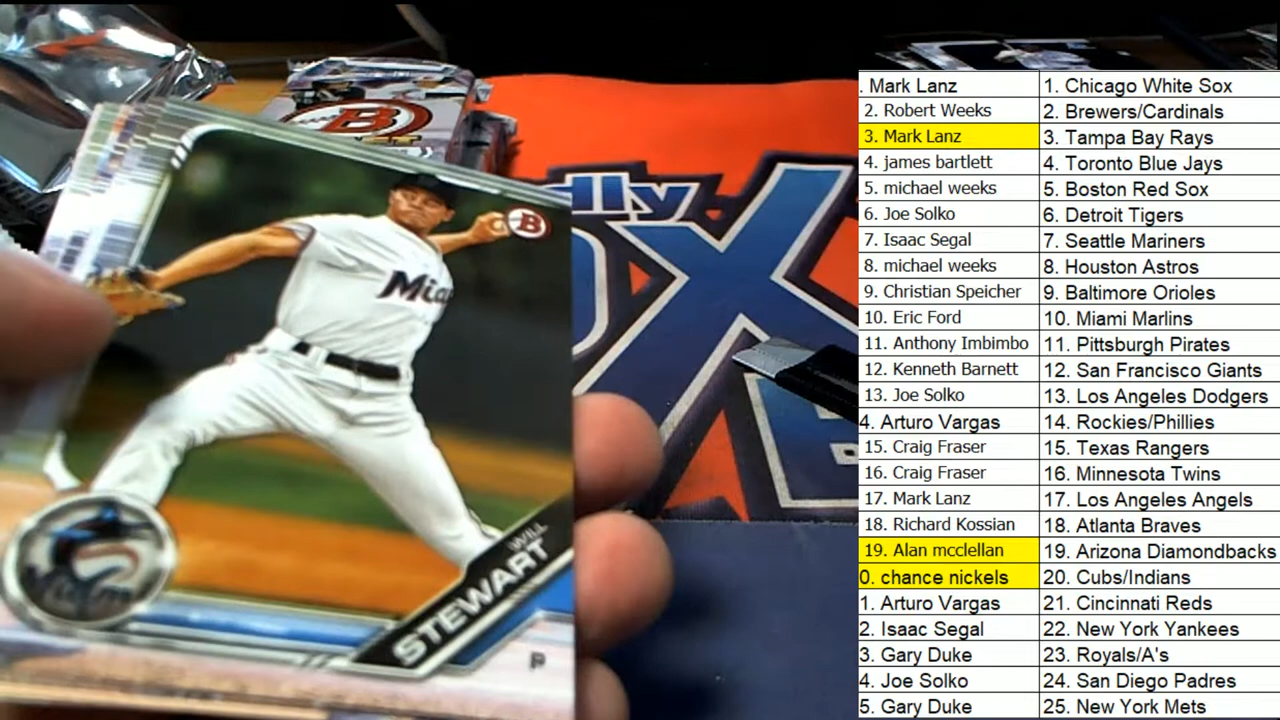 B
B
Mia
WILL
STEWART
P
lly
. Mark Lanz 1. Chicago White Sox
2. Robert Weeks 2. Brewers/Cardinals
3. Mark Lanz 3. Tampa Bay Rays
4. james bartlett 4. Toronto Blue Jays
5. michael weeks 5. Boston Red Sox
6. Joe Solko 6. Detroit Tigers
7. Isaac Segal 7. Seattle Mariners
8. michael weeks 8. Houston Astros
9. Christian Speicher 9. Baltimore Orioles
10. Eric Ford 10. Miami Marlins
11. Anthony Imbimbo 11. Pittsburgh Pirates
12. Kenneth Barnett 12. San Francisco Giants
13. Joe Solko 13. Los Angeles Dodgers
4. Arturo Vargas 14. Rockies/Phillies
15. Craig Fraser 15. Texas Rangers
16. Craig Fraser 16. Minnesota Twins
17. Mark Lanz 17. Los Angeles Angels
18. Richard Kossian 18. Atlanta Braves
19. Alan mcclellan 19. Arizona Diamondbacks
0. chance nickels 20. Cubs/Indians
1. Arturo Vargas 21. Cincinnati Reds
2. Isaac Segal 22. New York Yankees
3. Gary Duke 23. Royals/A's
4. Joe Solko 24. San Diego Padres
5. Gary Duke 25. New York Mets